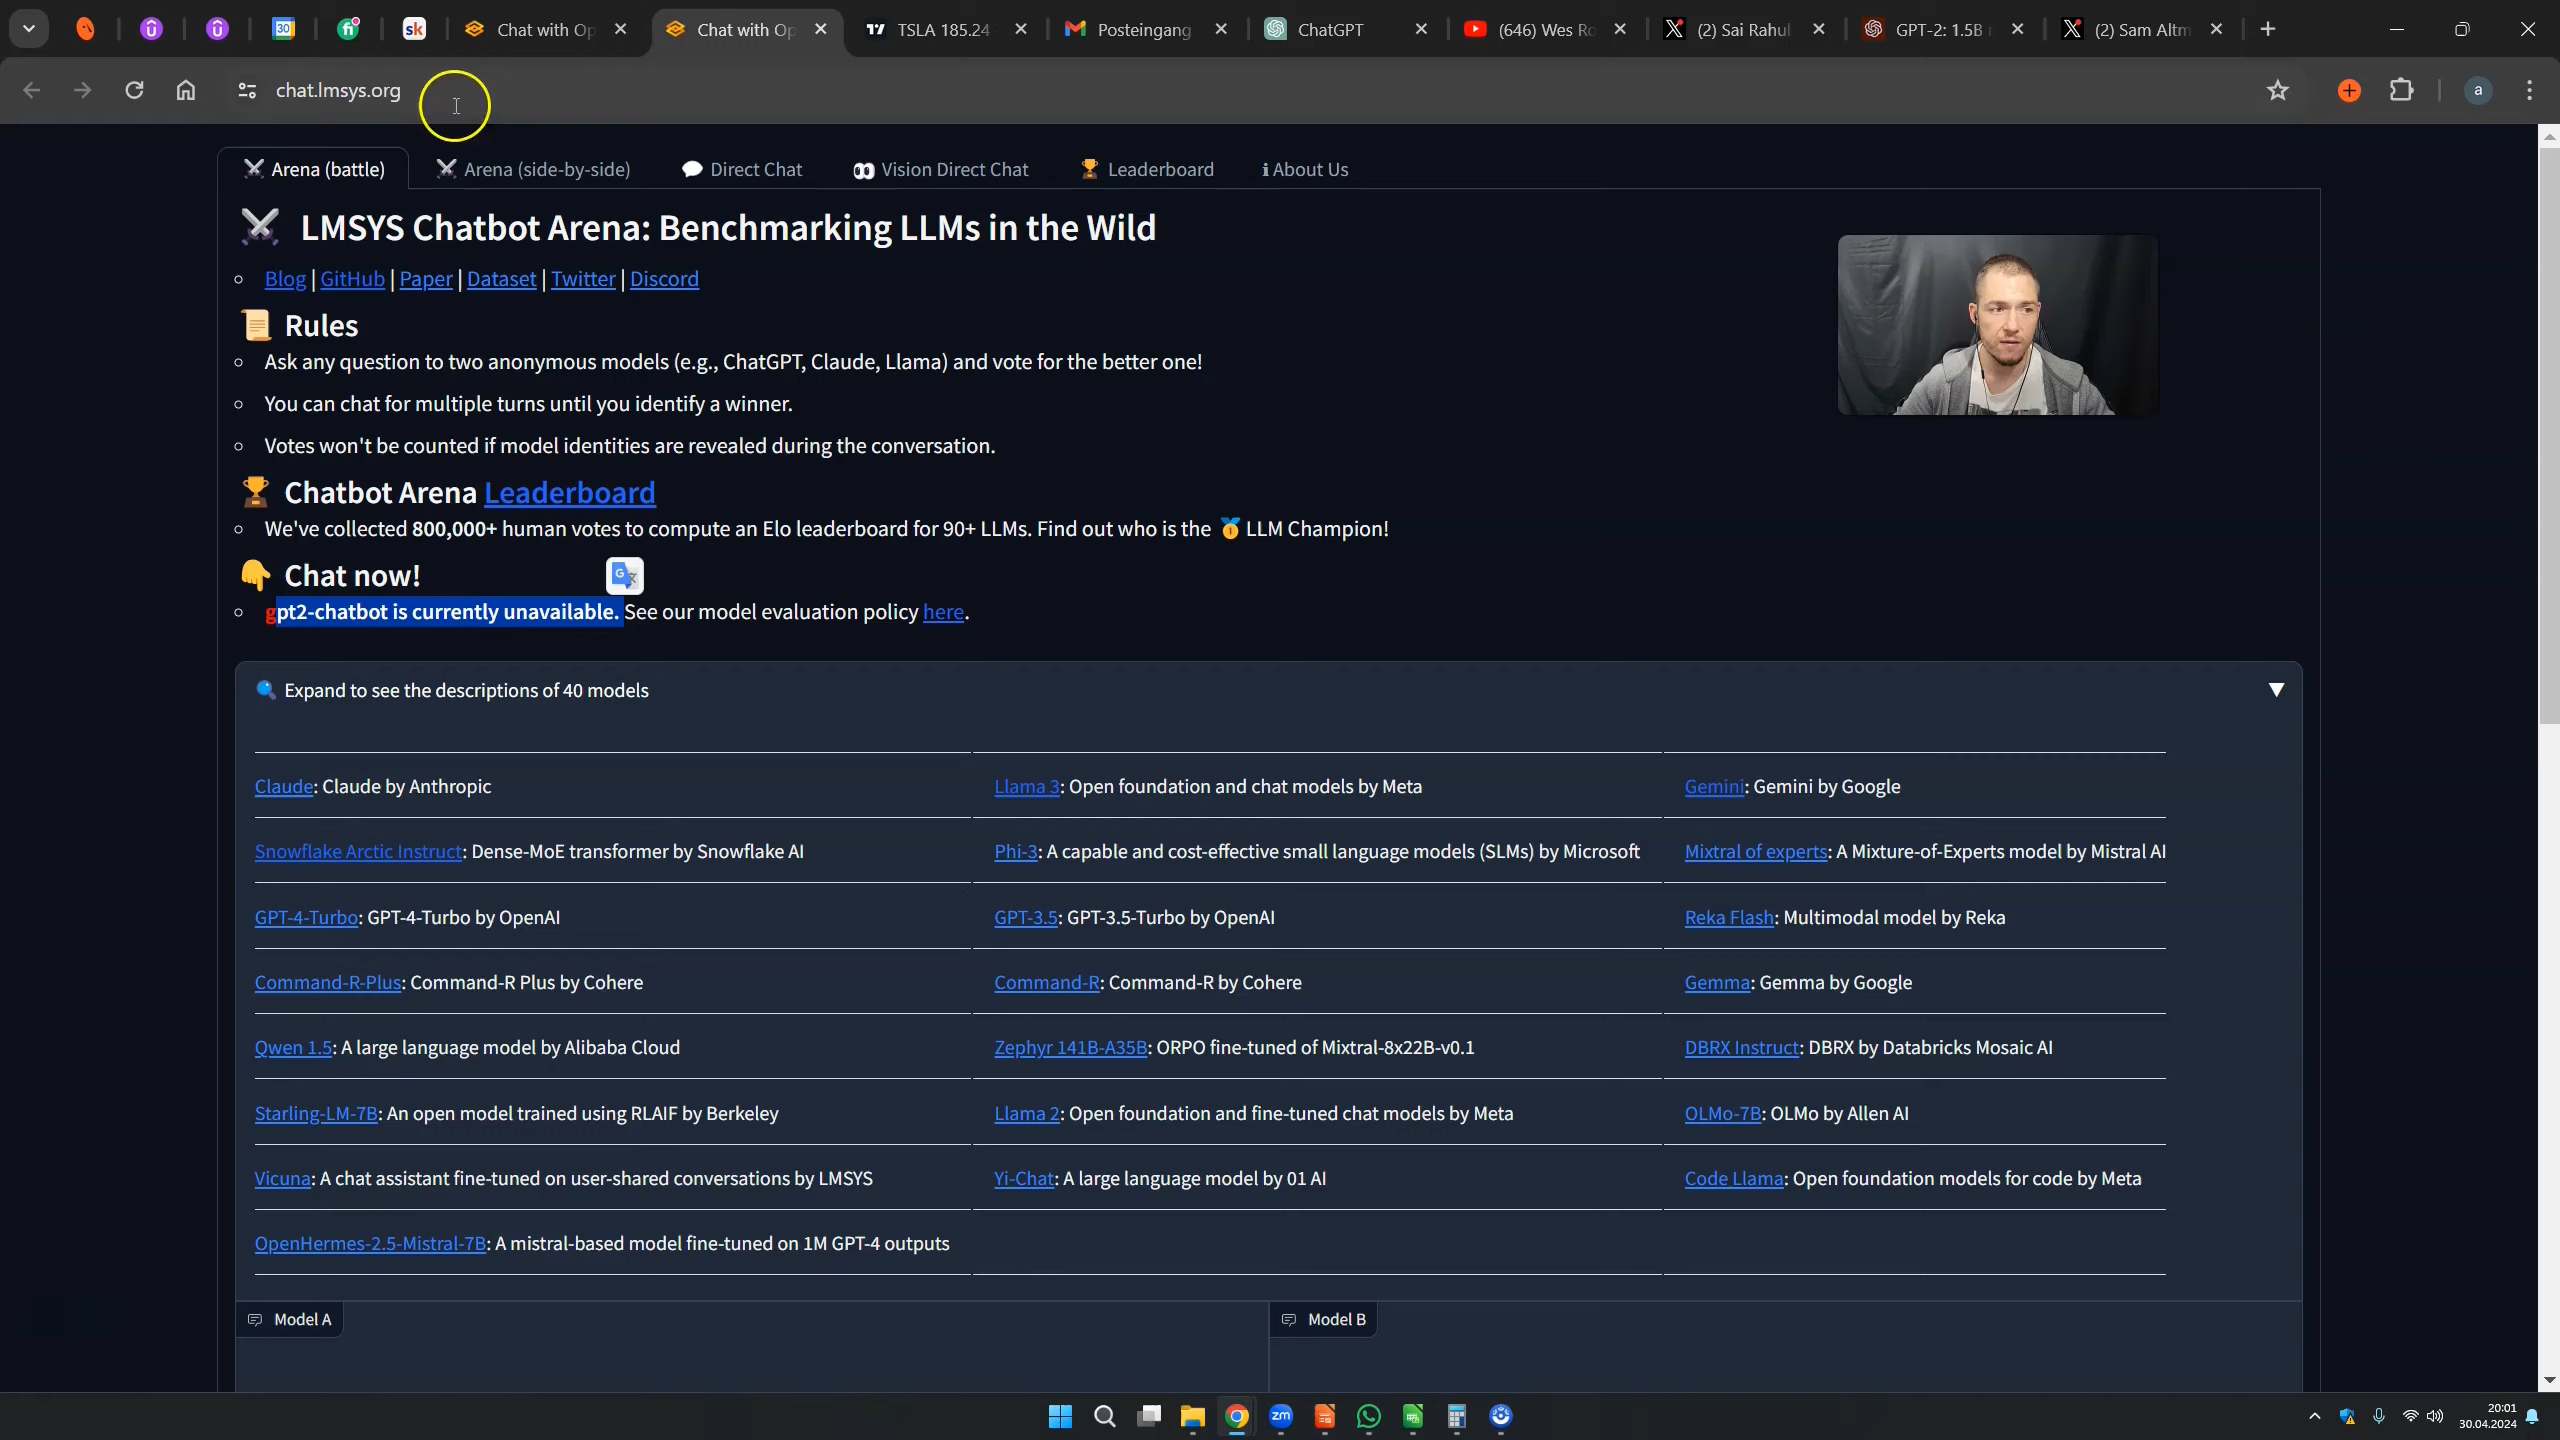 30
sk
Chat with Op
Chat with Op
TSLA 185.24
Posteingang
ChatGPT
(646) Wes Ro
(2) Sai Rahul
GPT-2: 1.5B r
(2) Sam Altm
chat.lmsys.org
a
Arena (battle)
Arena (side-by-side)
Direct Chat
Vision Direct Chat
Leaderboard
About Us
LMSYS Chatbot Arena: Benchmarking LLMs in the Wild
Blog | GitHub | Paper | Dataset | Twitter | Discord
Rules
Ask any question to two anonymous models (e.g., ChatGPT, Claude, Llama) and vote for the better one!
You can chat for multiple turns until you identify a winner.
Votes won't be counted if model identities are revealed during the conversation.
Chatbot Arena Leaderboard
We've collected 800,000+ human votes to compute an Elo leaderboard for 90+ LLMs. Find out who is the LLM Champion!
Chat now!
gpt2-chatbot is currently unavailable. See our model evaluation policy here.
Expand to see the descriptions of 40 models
Claude: Claude by Anthropic
Llama 3: Open foundation and chat models by Meta
Gemini: Gemini by Google
Snowflake Arctic Instruct: Dense-MoE transformer by Snowflake AI
Phi-3: A capable and cost-effective small language models (SLMs) by Microsoft
Mixtral of experts: A Mixture-of-Experts model by Mistral AI
GPT-4-Turbo: GPT-4-Turbo by OpenAI
GPT-3.5: GPT-3.5-Turbo by OpenAI
Reka Flash: Multimodal model by Reka
Command-R-Plus: Command-R Plus by Cohere
Command-R: Command-R by Cohere
Gemma: Gemma by Google
Qwen 1.5: A large language model by Alibaba Cloud
Zephyr 141B-A35B: ORPO fine-tuned of Mixtral-8x22B-v0.1
DBRX Instruct: DBRX by Databricks Mosaic AI
Starling-LM-7B: An open model trained using RLAIF by Berkeley
Llama 2: Open foundation and fine-tuned chat models by Meta
OLMo-7B: OLMo by Allen AI
Vicuna: A chat assistant fine-tuned on user-shared conversations by LMSYS
Yi-Chat: A large language model by 01 AI
Code Llama: Open foundation models for code by Meta
OpenHermes-2.5-Mistral-7B: A mistral-based model fine-tuned on 1M GPT-4 outputs
Model A
Model B
zm
20:01
30.04.2024